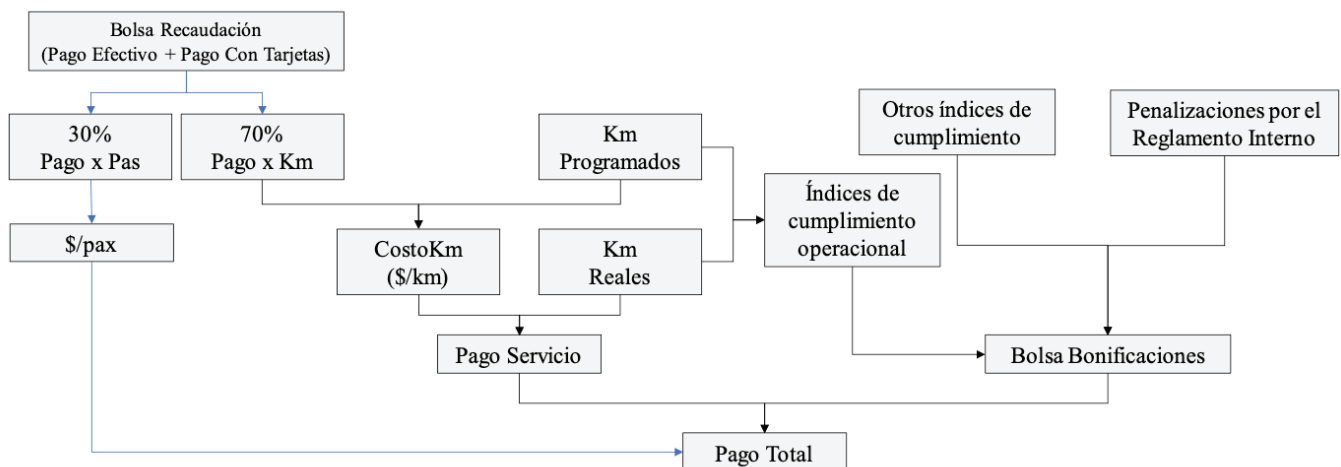 Bolsa Recaudación
(Pago Efectivo + Pago Con Tarjetas)
30%
Pago x Pas
70%
Pago x Km
Km
Programados
Otros índices de
cumplimiento
Penalizaciones por el
Reglamento Interno
Índices de
cumplimiento
operacional
$/pax
CostoKm
($/km)
Km
Reales
Pago Servicio
Bolsa Bonificaciones
Pago Total